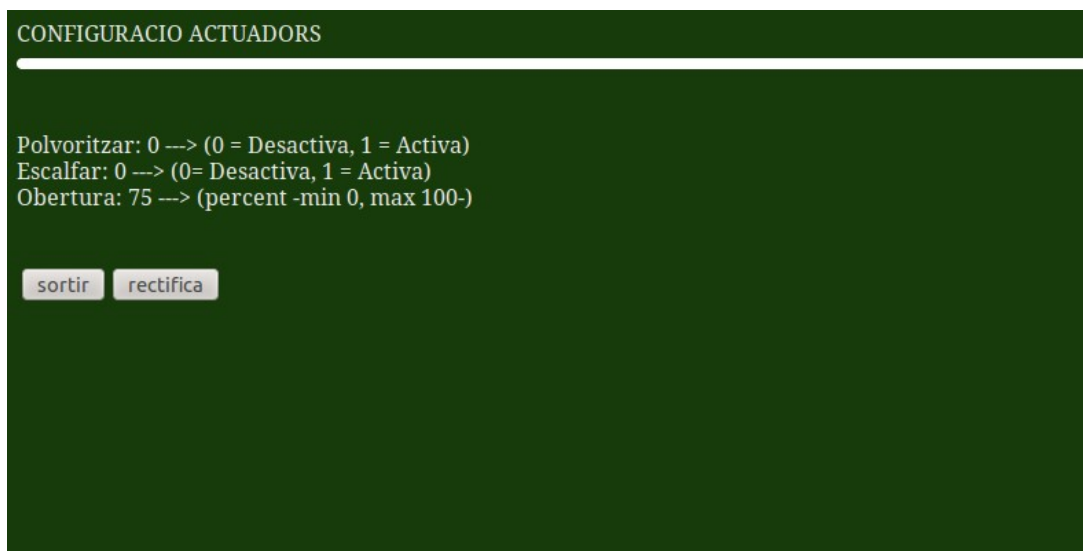 CONFIGURACIO ACTUADORS
Polvoritzar: 0 ---> (0 = Desactiva, 1 = Activa)
Escalfar: 0 ---> (0= Desactiva, 1 = Activa)
Obertura: 75 ---> (percent -min 0, max 100-)
sortir rectifica